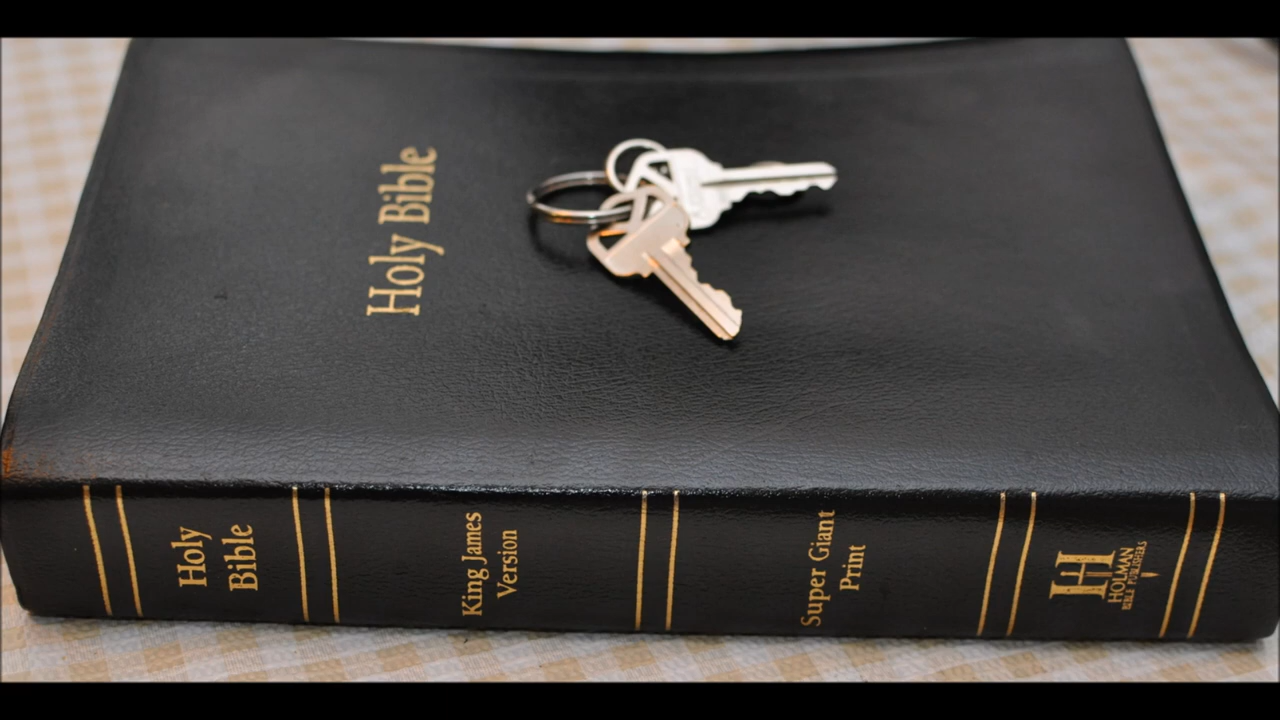 Holy Bible
Holy
Bible
King James
Version
Super Giant
Print
HOLMAN
BIBLE PUBLISHERS